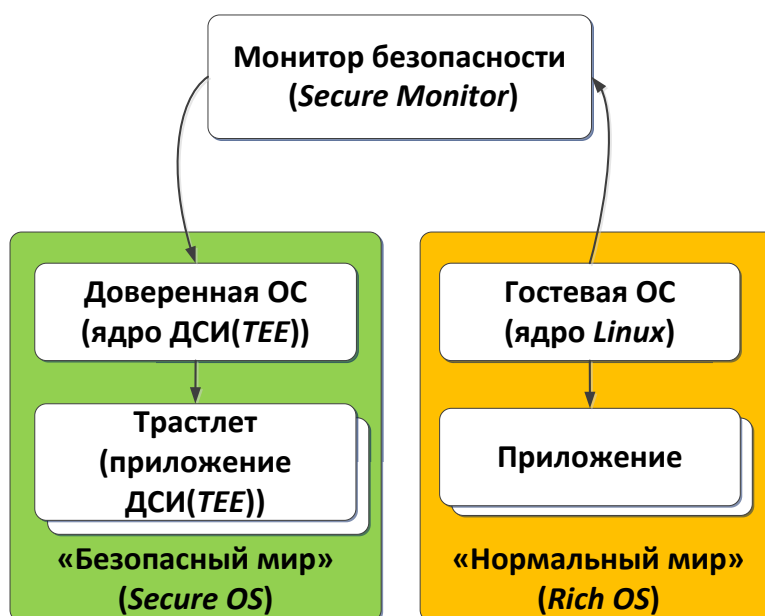 Монитор безопасности
(Secure Monitor)
Доверенная ОС
(ядро ДСИ(TEE))
Трастлет
(приложение
ДСИ(TEE))
«Безопасный мир»
(Secure OS)
Гостевая ОС
(ядро Linux)
Приложение
«Нормальный мир»
(Rich OS)